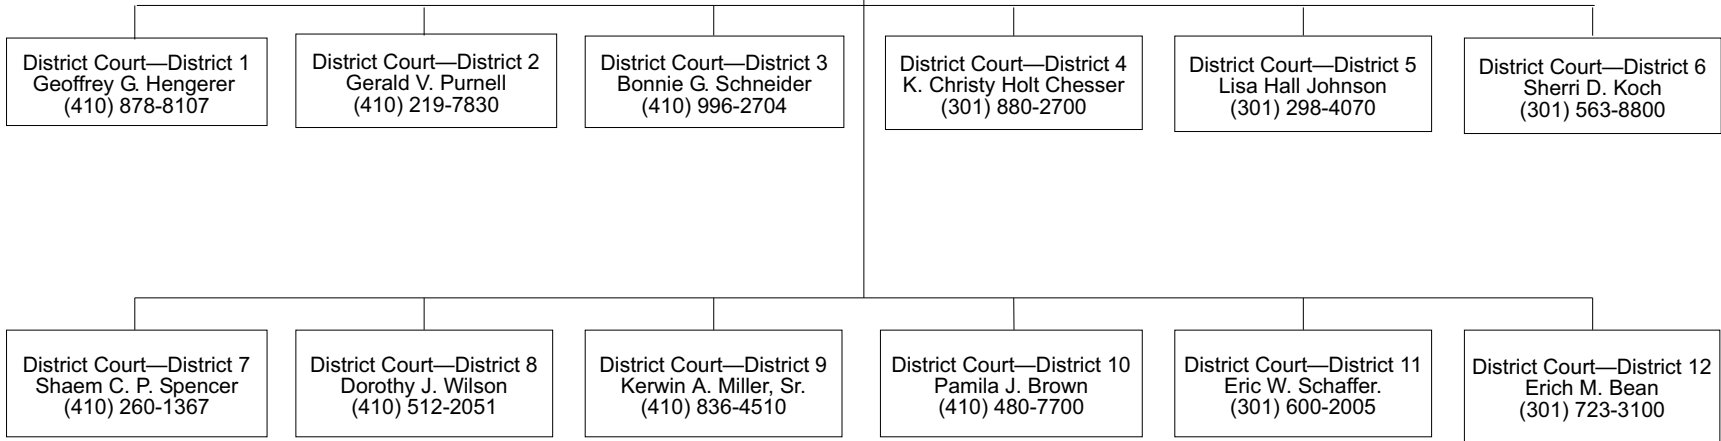 District Court—District 1
Geoffrey G. Hengerer
(410) 878-8107
District Court—District 2
Gerald V. Purnell
(410) 219-7830
District Court—District 3
Bonnie G. Schneider
(410) 996-2704
District Court—District 4
K. Christy Holt Chesser
(301) 880-2700
District Court—District 5
Lisa Hall Johnson
(301) 298-4070
District Court—District 6
Sherri D. Koch
(301) 563-8800
District Court—District 7
Shaem C. P. Spencer
(410) 260-1367
District Court—District 8
Dorothy J. Wilson
(410) 512-2051
District Court—District 9
Kerwin A. Miller, Sr.
(410) 836-4510
District Court—District 10
Pamila J. Brown
(410) 480-7700
District Court—District 11
Eric W. Schaffer.
(301) 600-2005
District Court—District 12
Erich M. Bean
(301) 723-3100